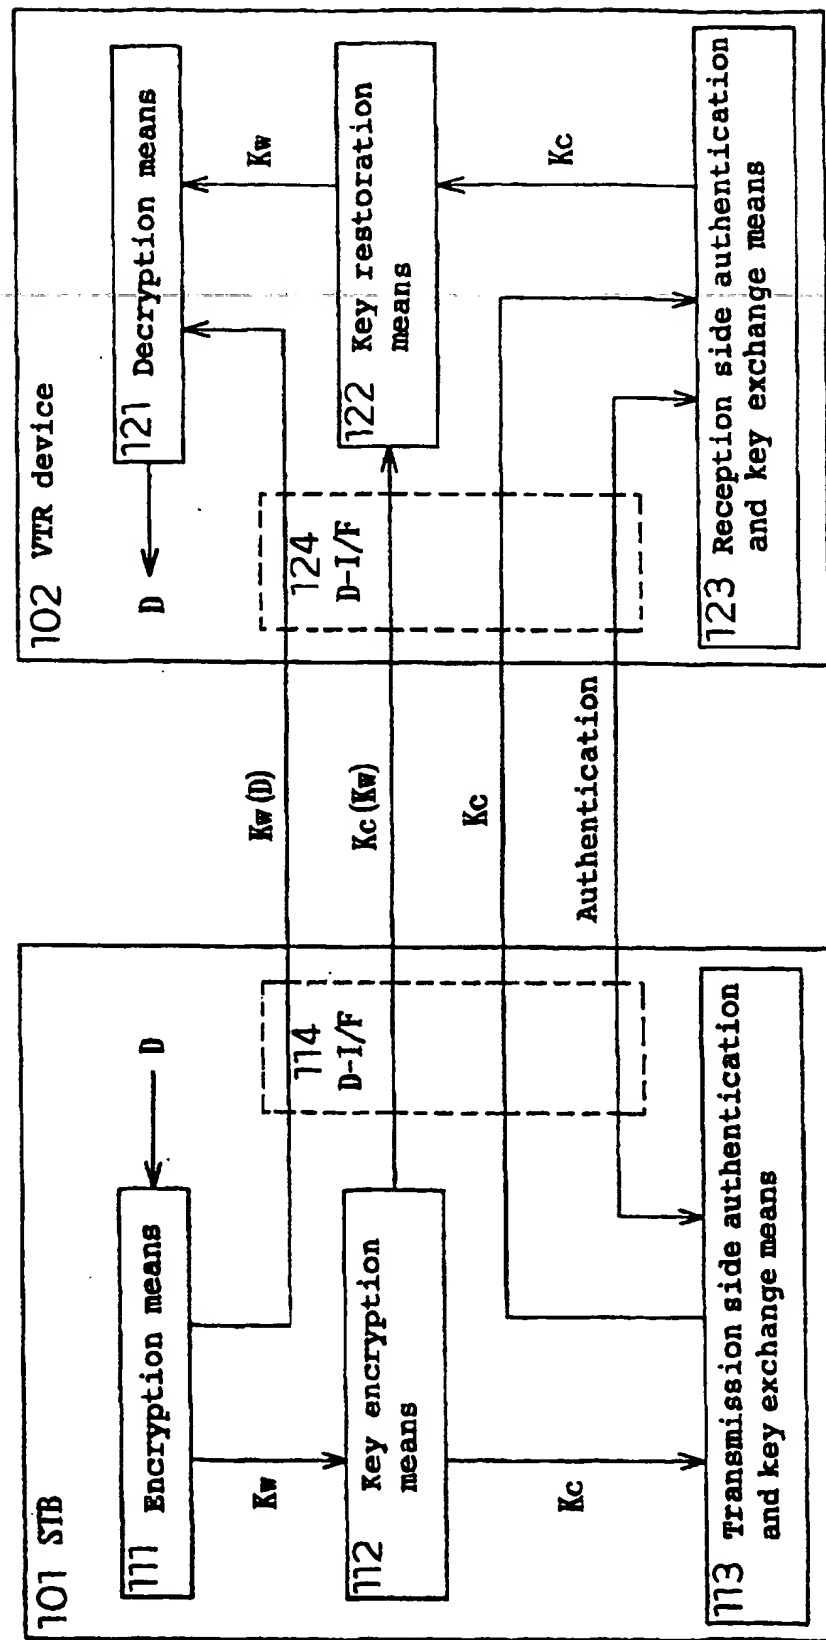 101 STB
111 Encryption means
D
Kw
112 Key encryption
means
Kc
113 Transmission side authentication
and key exchange means
114
D-I/F
Kw(D)
Kc(Kw)
Kc
Authentication
102 VTR device
D
121 Decryption means
Kw
122 Key restoration
means
Kc
124
D-I/F
123 Reception side authentication
and key exchange means